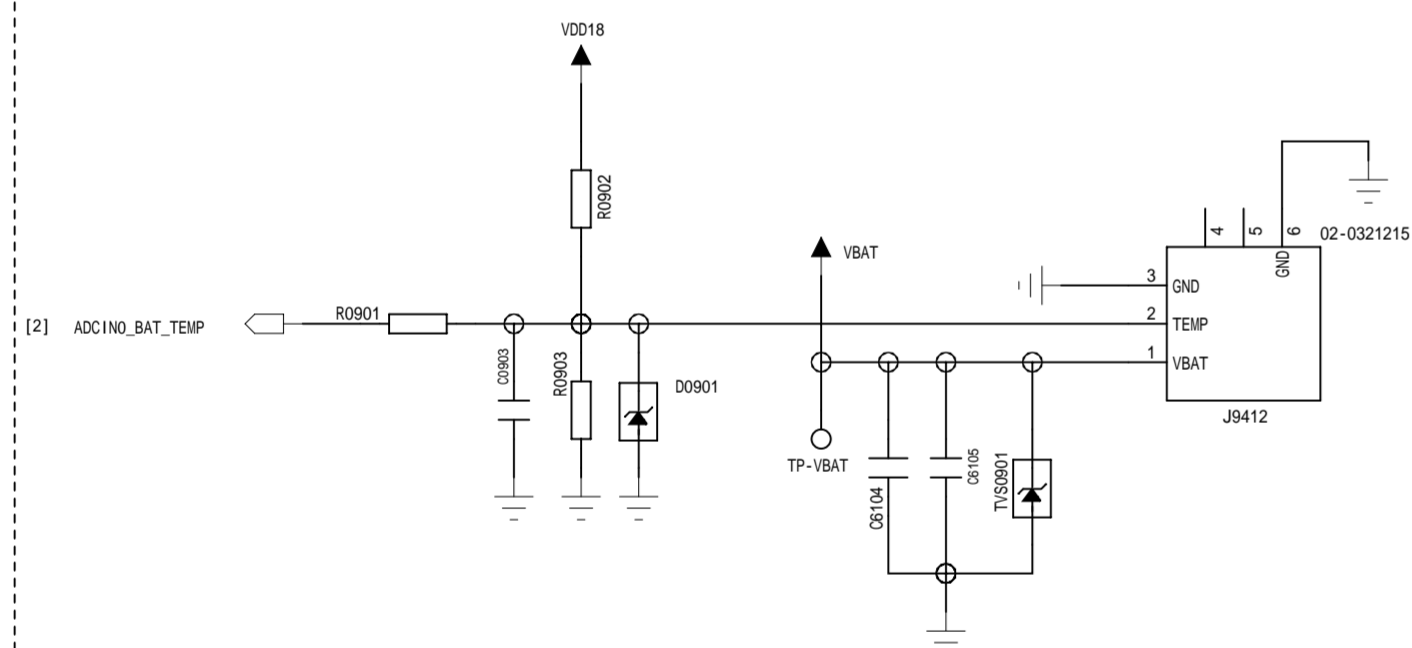 VDD18
R0902
4
5
6
02-0321215
GND
VBAT
3
GND
[2]
ADCIN0_BAT_TEMP
R0901
2
TEMP
C0903
R0903
D0901
1
VBAT
J9412
TP-VBAT
C6104
C6105
TVS0901